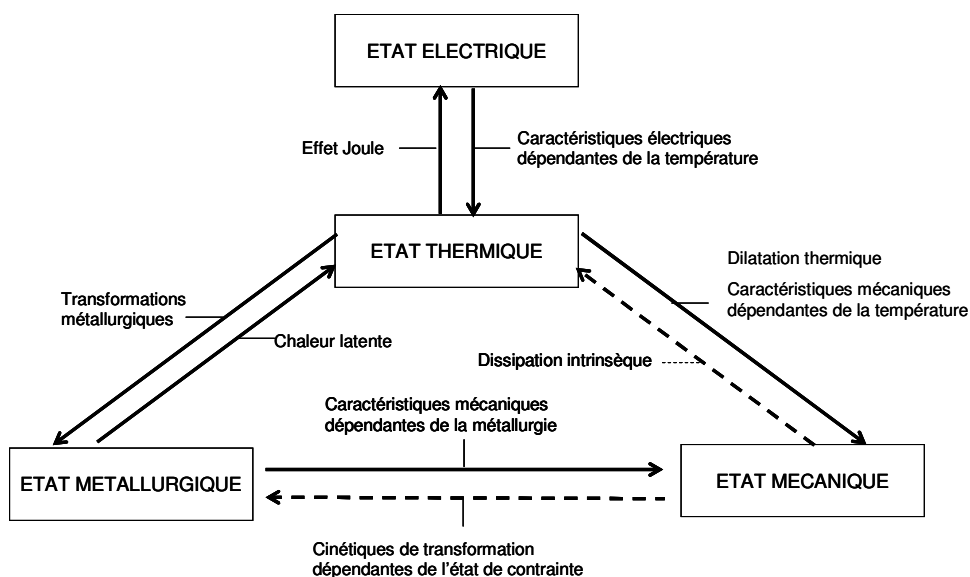 ETAT ELECTRIQUE
Effet Joule
Caractéristiques électriques
dépendantes de la température
ETAT THERMIQUE
Dilatation thermique
Caractéristiques mécaniques
dépendantes de la température
Transformations
métallurgiques
Chaleur latente
Dissipation intrinsèque
Caractéristiques mécaniques
dépendantes de la métallurgie
ETAT METALLURGIQUE
ETAT MECANIQUE
Cinétiques de transformation
dépendantes de l'état de contrainte